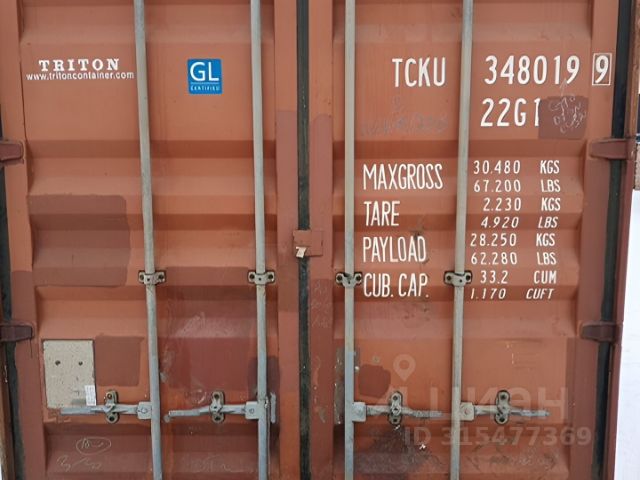 TRITON
www.tritoncontainer.com
GL
CERTIFIED
TCKU 348019 9
22G1
MAXGROSS 30.480 KGS
67.200 LBS
TARE 2.230 KGS
4.920 LBS
PAYLOAD 28.250 KGS
62.280 LBS
CUB. CAP. 33.2 CUM
1.170 CUFT
циан
ID 315477369